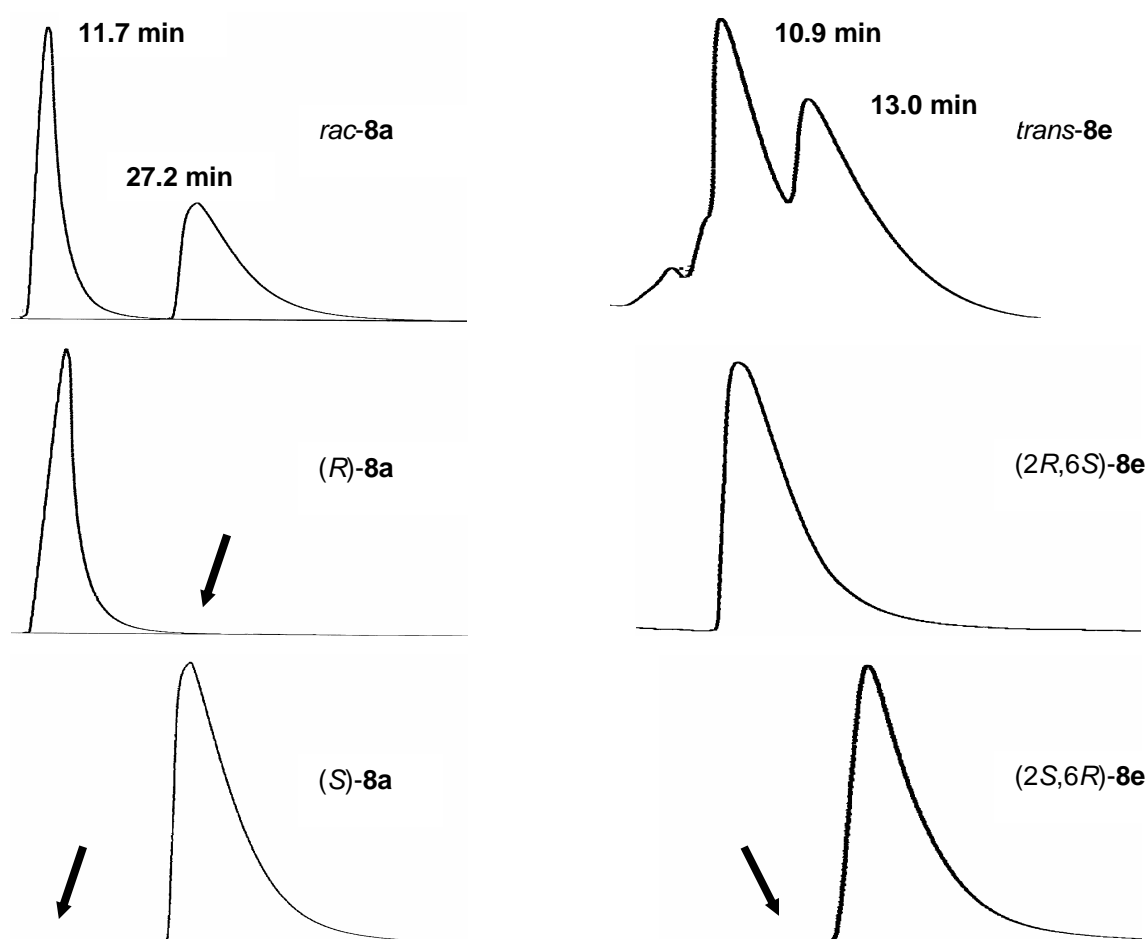 11.7 min
rac-8a
27.2 min
10.9 min
13.0 min
trans-8e
(R)-8a
(2R,6S)-8e
(S)-8a
(2S,6R)-8e